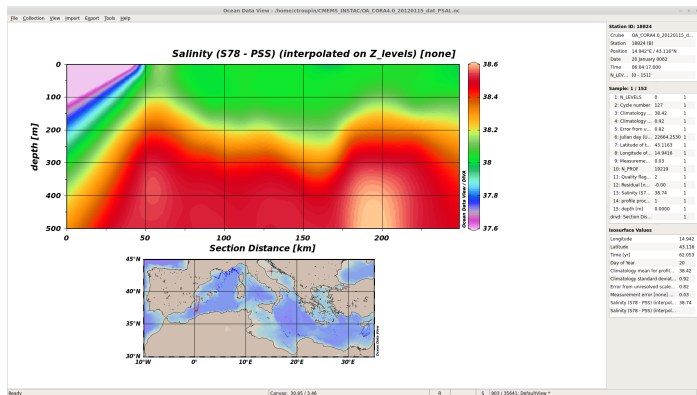 Ocean Data View - /home/ctroupin/CMEMS_INSTAC/OA_CORA4.0_20120115_dat_PSAL.nc
File Collection View Import Export Tools Help
Salinity (S78 - PSS) (interpolated on Z_levels) [none]
0
100
200
300
400
500
depth [m]
0 50 100 150 200
Section Distance [km]
38.6
38.4
38.2
38
37.8
37.6
Ocean Data View / DIVA
45°N
40°N
35°N
30°N
10°W 0° 10°E 20°E 30°E
Ocean Data View
Station ID: 18824
Cruise OA_CORA4.0_20120115_d...
Station 18824 (B)
Position 14.942°E / 43.116°N
Date 20 January 0062
Time 06:04:17.000
N_LEV... [0 - 151]
Sample: 1 / 152
1: N_LEVELS 0 1
2: Cycle number 127 1
3: Climatology ... 38.42 1
4: Climatology ... 0.92 1
5: Error from u... 0.82 1
6: Julian day (U... 22664.2530 1
7: Latitude of t... 43.1163 1
8: Longitude of... 14.9416 1
9: Measureme... 0.03 1
10: N_PROF 19219 1
11: Quality flag... 2 1
12: Residual (n... -0.00 1
13: Salinity (S7... 38.74 1
14: profile proc... 1 1
15: depth [m] 0.0000 1
drvd: Section Dis... 1
Isosurface Values
Longitude 14.942
Latitude 43.116
Time [yr] 62.053
Day of Year 20
Climatology mean for profil... 38.42
Climatology standard deviat... 0.92
Error from unresolved scale... 0.82
Measurement error [none] ... 0.03
Salinity (S78 - PSS) (interpol... 38.74
Salinity (S78 - PSS) (interpol...
Ready
Canvas: 30.85 / 3.46
R
S
903 / 35641: DefaultView *